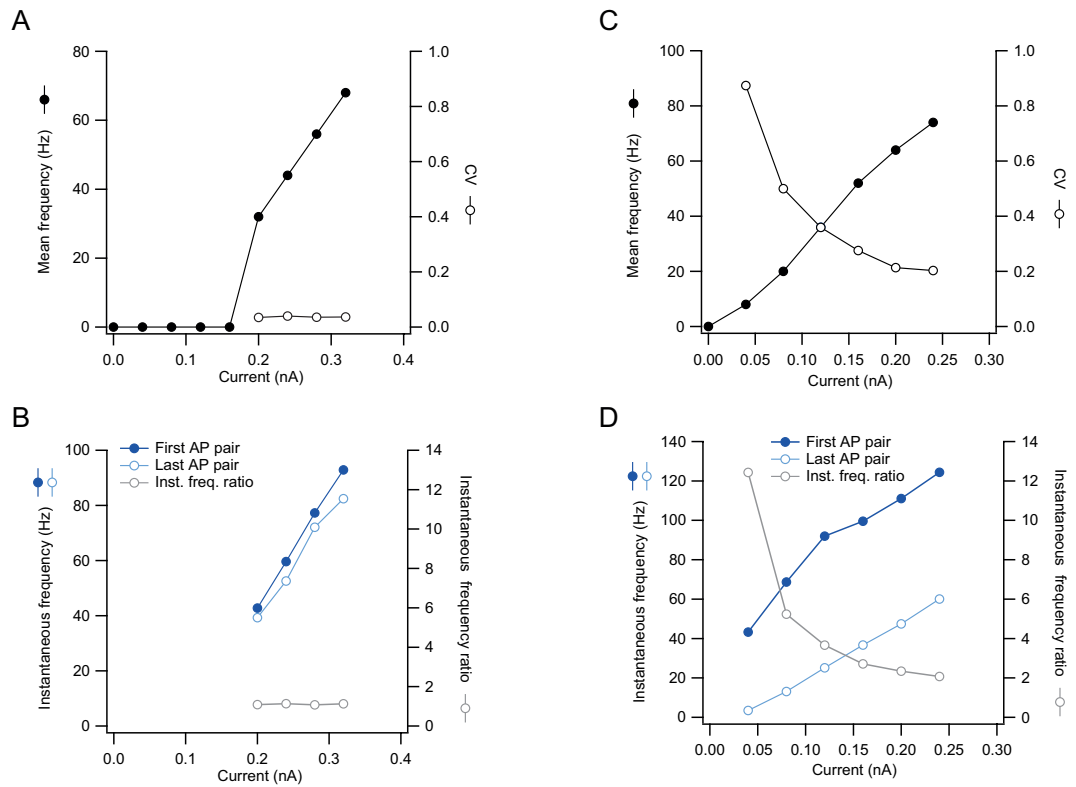 A
80
60
40
20
0
Mean frequency (Hz)
1.0
0.8
0.6
0.4
0.2
0.0
CV
0.0 0.1 0.2 0.3 0.4
Current (nA)
C
100
80
60
40
20
0
Mean frequency (Hz)
1.0
0.8
0.6
0.4
0.2
0.0
CV
0.00 0.05 0.10 0.15 0.20 0.25 0.30
Current (nA)
B
First AP pair
Last AP pair
Inst. freq. ratio
100
80
60
40
20
0
Instantaneous frequency (Hz)
14
12
10
8
6
4
2
0
Instantaneous frequency ratio
0.0 0.1 0.2 0.3 0.4
Current (nA)
D
First AP pair
Last AP pair
Inst. freq. ratio
140
120
100
80
60
40
20
0
Instantaneous frequency (Hz)
14
12
10
8
6
4
2
0
Instantaneous frequency ratio
0.00 0.05 0.10 0.15 0.20 0.25 0.30
Current (nA)